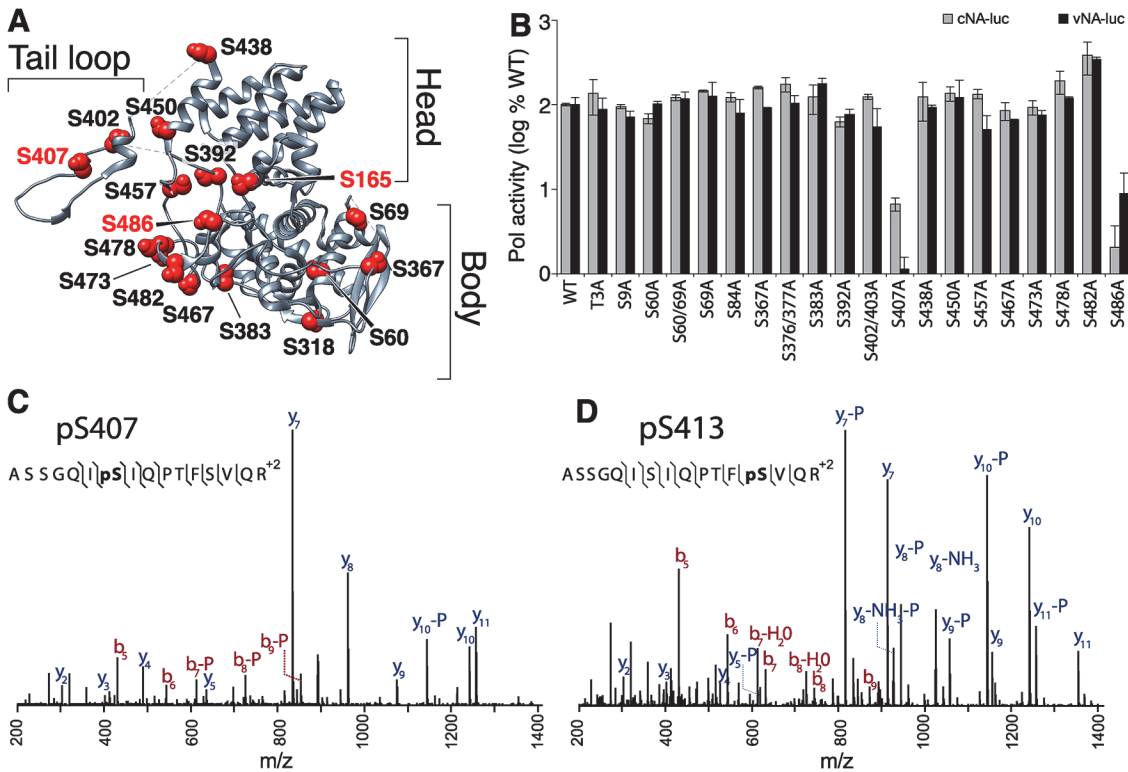 A
Tail loop
S438
S450
S402
S407
S392
S457
S165
S486
S69
S478
S473
S482
S467
S383
S318
S60
S367
Head
Body
B
cNA-luc
vNA-luc
Pol activity (log % WT)
3
2
1
0
WT
T3A
S9A
S60A
S60/69A
S69A
S84A
S367A
S376/377A
S383A
S392A
S402/403A
S407A
S438A
S450A
S457A
S467A
S473A
S478A
S482A
S486A
C
pS407
A S S G Q I pS I Q P T F S V Q R+2
y7
y8
y10-P
y11
y10
y9
b9-P
b8-P
b7-P
y5
b6
y4
b5
y3
y2
200
400
600
800
1000
1200
1400
m/z
D
pS413
A S S G Q I S I Q P T F pS V Q R+2
y7-P
y7
y10-P
y10
y8-P
y8-NH3
b5
y8-NH3-P
b6
b7-H20
y9-P
y11-P
y5-P
b7
b8-H20
y9
y11
y2
y3
y4
b8
b9
200
400
600
800
1000
1200
1400
m/z